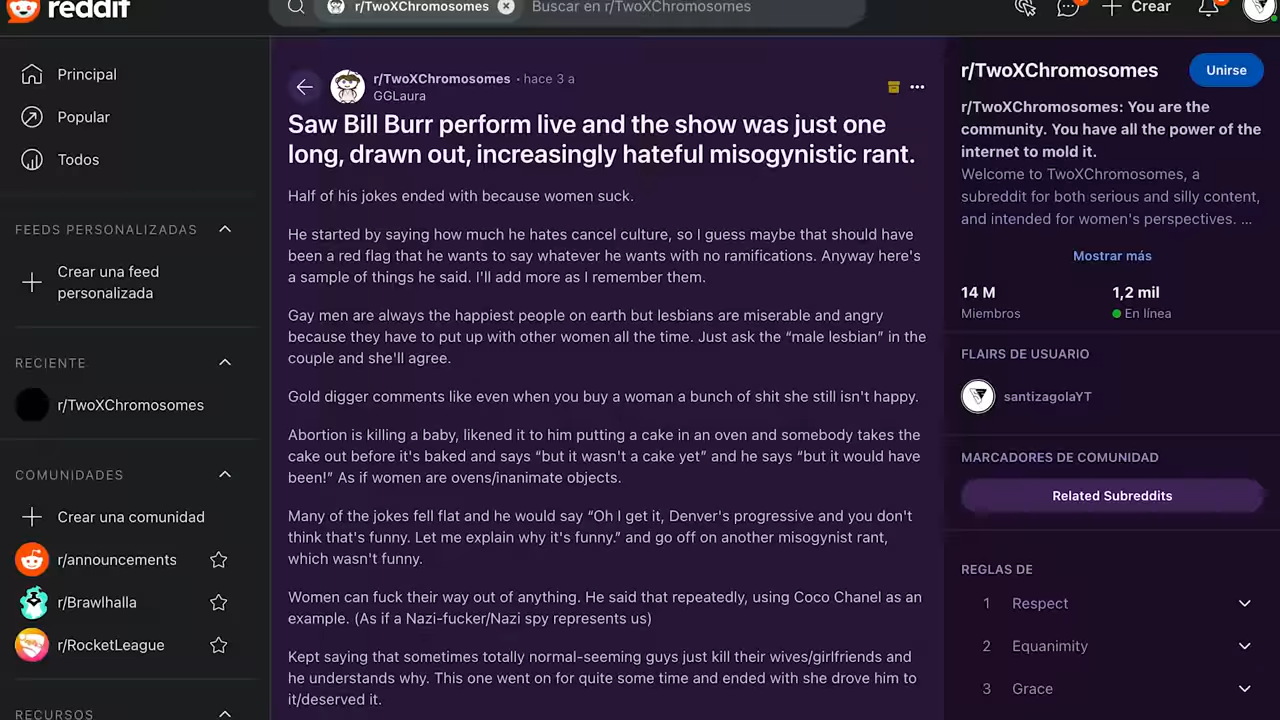 reddit
r/TwoXChromosomes
Buscar en r/TwoXChromosomes
Crear
Principal
Popular
Todos
FEEDS PERSONALIZADAS
Crear una feed
personalizada
RECIENTE
r/TwoXChromosomes
COMUNIDADES
Crear una comunidad
r/announcements
r/Brawlhalla
r/RocketLeague
RECURSOS
r/TwoXChromosomes • hace 3 a
GGLaura
Saw Bill Burr perform live and the show was just one
long, drawn out, increasingly hateful misogynistic rant.
Half of his jokes ended with because women suck.
He started by saying how much he hates cancel culture, so I guess maybe that should have
been a red flag that he wants to say whatever he wants with no ramifications. Anyway here's
a sample of things he said. I'll add more as I remember them.
Gay men are always the happiest people on earth but lesbians are miserable and angry
because they have to put up with other women all the time. Just ask the “male lesbian” in the
couple and she'll agree.
Gold digger comments like even when you buy a woman a bunch of shit she still isn't happy.
Abortion is killing a baby, likened it to him putting a cake in an oven and somebody takes the
cake out before it's baked and says “but it wasn't a cake yet” and he says “but it would have
been!” As if women are ovens/inanimate objects.
Many of the jokes fell flat and he would say “Oh I get it, Denver's progressive and you don't
think that's funny. Let me explain why it's funny.” and go off on another misogynist rant,
which wasn't funny.
Women can fuck their way out of anything. He said that repeatedly, using Coco Chanel as an
example. (As if a Nazi-fucker/Nazi spy represents us)
Kept saying that sometimes totally normal-seeming guys just kill their wives/girlfriends and
he understands why. This one went on for quite some time and ended with she drove him to
it/deserved it.
r/TwoXChromosomes
Unirse
r/TwoXChromosomes: You are the
community. You have all the power of the
internet to mold it.
Welcome to TwoXChromosomes, a
subreddit for both serious and silly content,
and intended for women's perspectives. ...
Mostrar más
14 M
1,2 mil
Miembros
En línea
FLAIRS DE USUARIO
santizagolaYT
MARCADORES DE COMUNIDAD
Related Subreddits
REGLAS DE
1 Respect
2 Equanimity
3 Grace